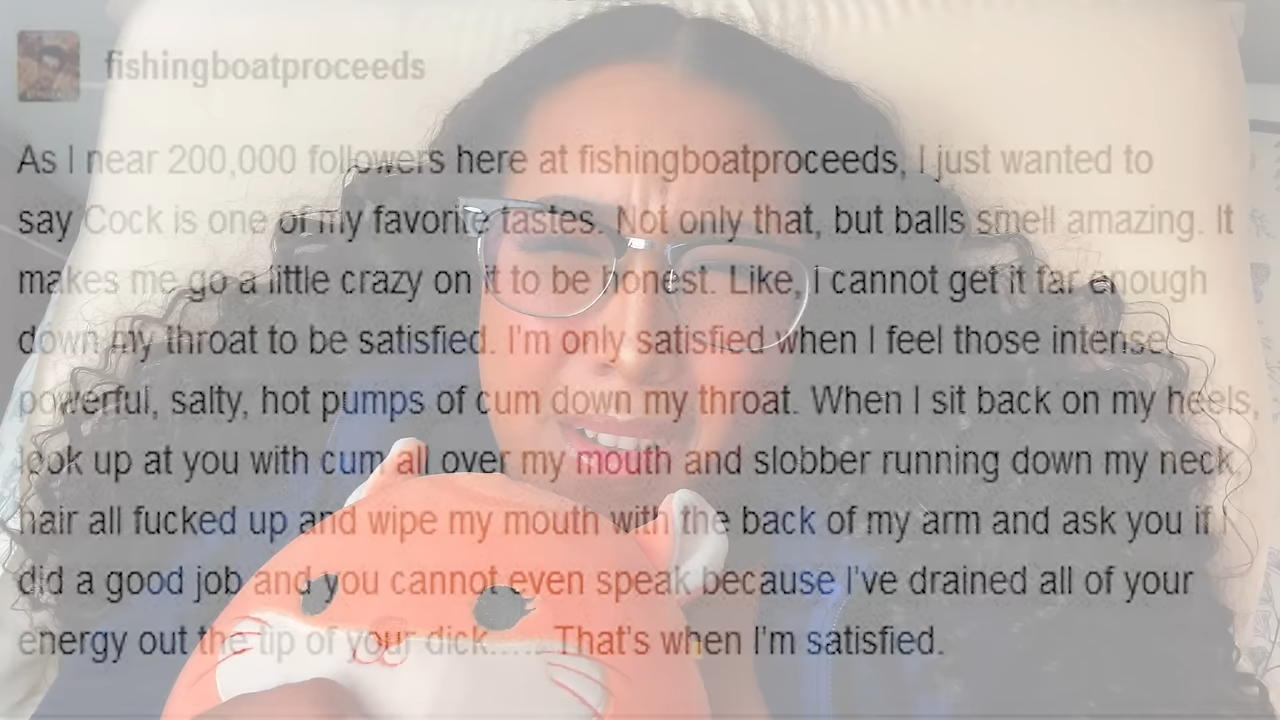 fishingboatproceeds
As I near 200,000 followers here at fishingboatproceeds, I just wanted to
say Cock is one of my favorite tastes. Not only that, but balls smell amazing. It
makes me go a little crazy on it to be honest. Like, I cannot get it far enough
down my throat to be satisfied. I'm only satisfied when I feel those intense
powerful, salty, hot pumps of cum down my throat. When I sit back on my heels,
look up at you with cum all over my mouth and slobber running down my neck
hair all fucked up and wipe my mouth with the back of my arm and ask you if I
did a good job and you cannot even speak because I've drained all of your
energy out the tip of your dick..... That's when I'm satisfied.